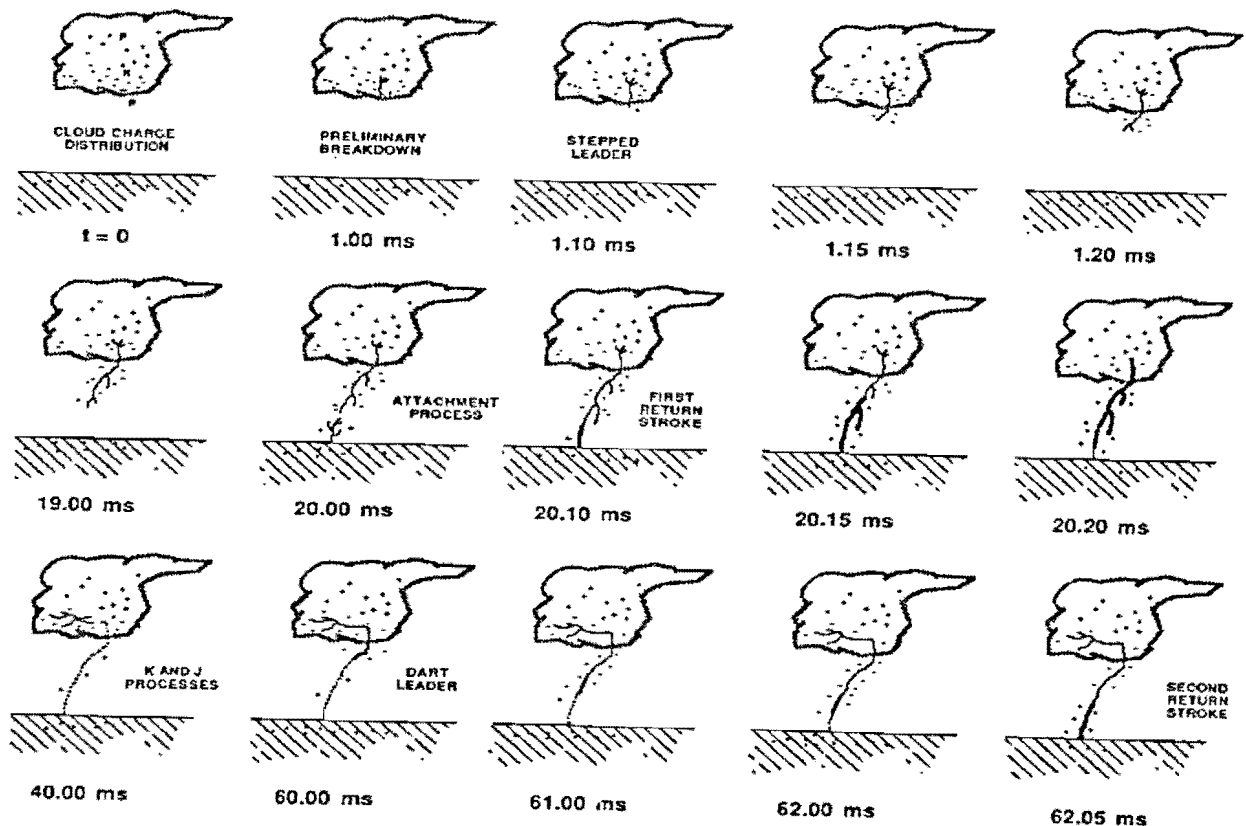 CLOUD CHARGE
DISTRIBUTION
PRELIMINARY
BREAKDOWN
STEPPED
LEADER
t = 0
1.00 ms
1.10 ms
1.15 ms
1.20 ms
ATTACHMENT
PROCESS
FIRST
RETURN
STROKE
19.00 ms
20.00 ms
20.10 ms
20.15 ms
20.20 ms
K AND J
PROCESSES
DART
LEADER
SECOND
RETURN
STROKE
40.00 ms
60.00 ms
61.00 ms
62.00 ms
62.05 ms